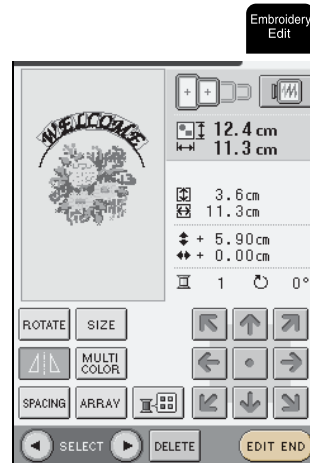 Embroidery
Edit
WELCOME
12.4 cm
11.3 cm
3.6cm
11.3cm
+ 5.90cm
+ 0.00cm
1 0°
ROTATE SIZE
MULTI
COLOR
SPACING ARRAY
SELECT DELETE EDIT END